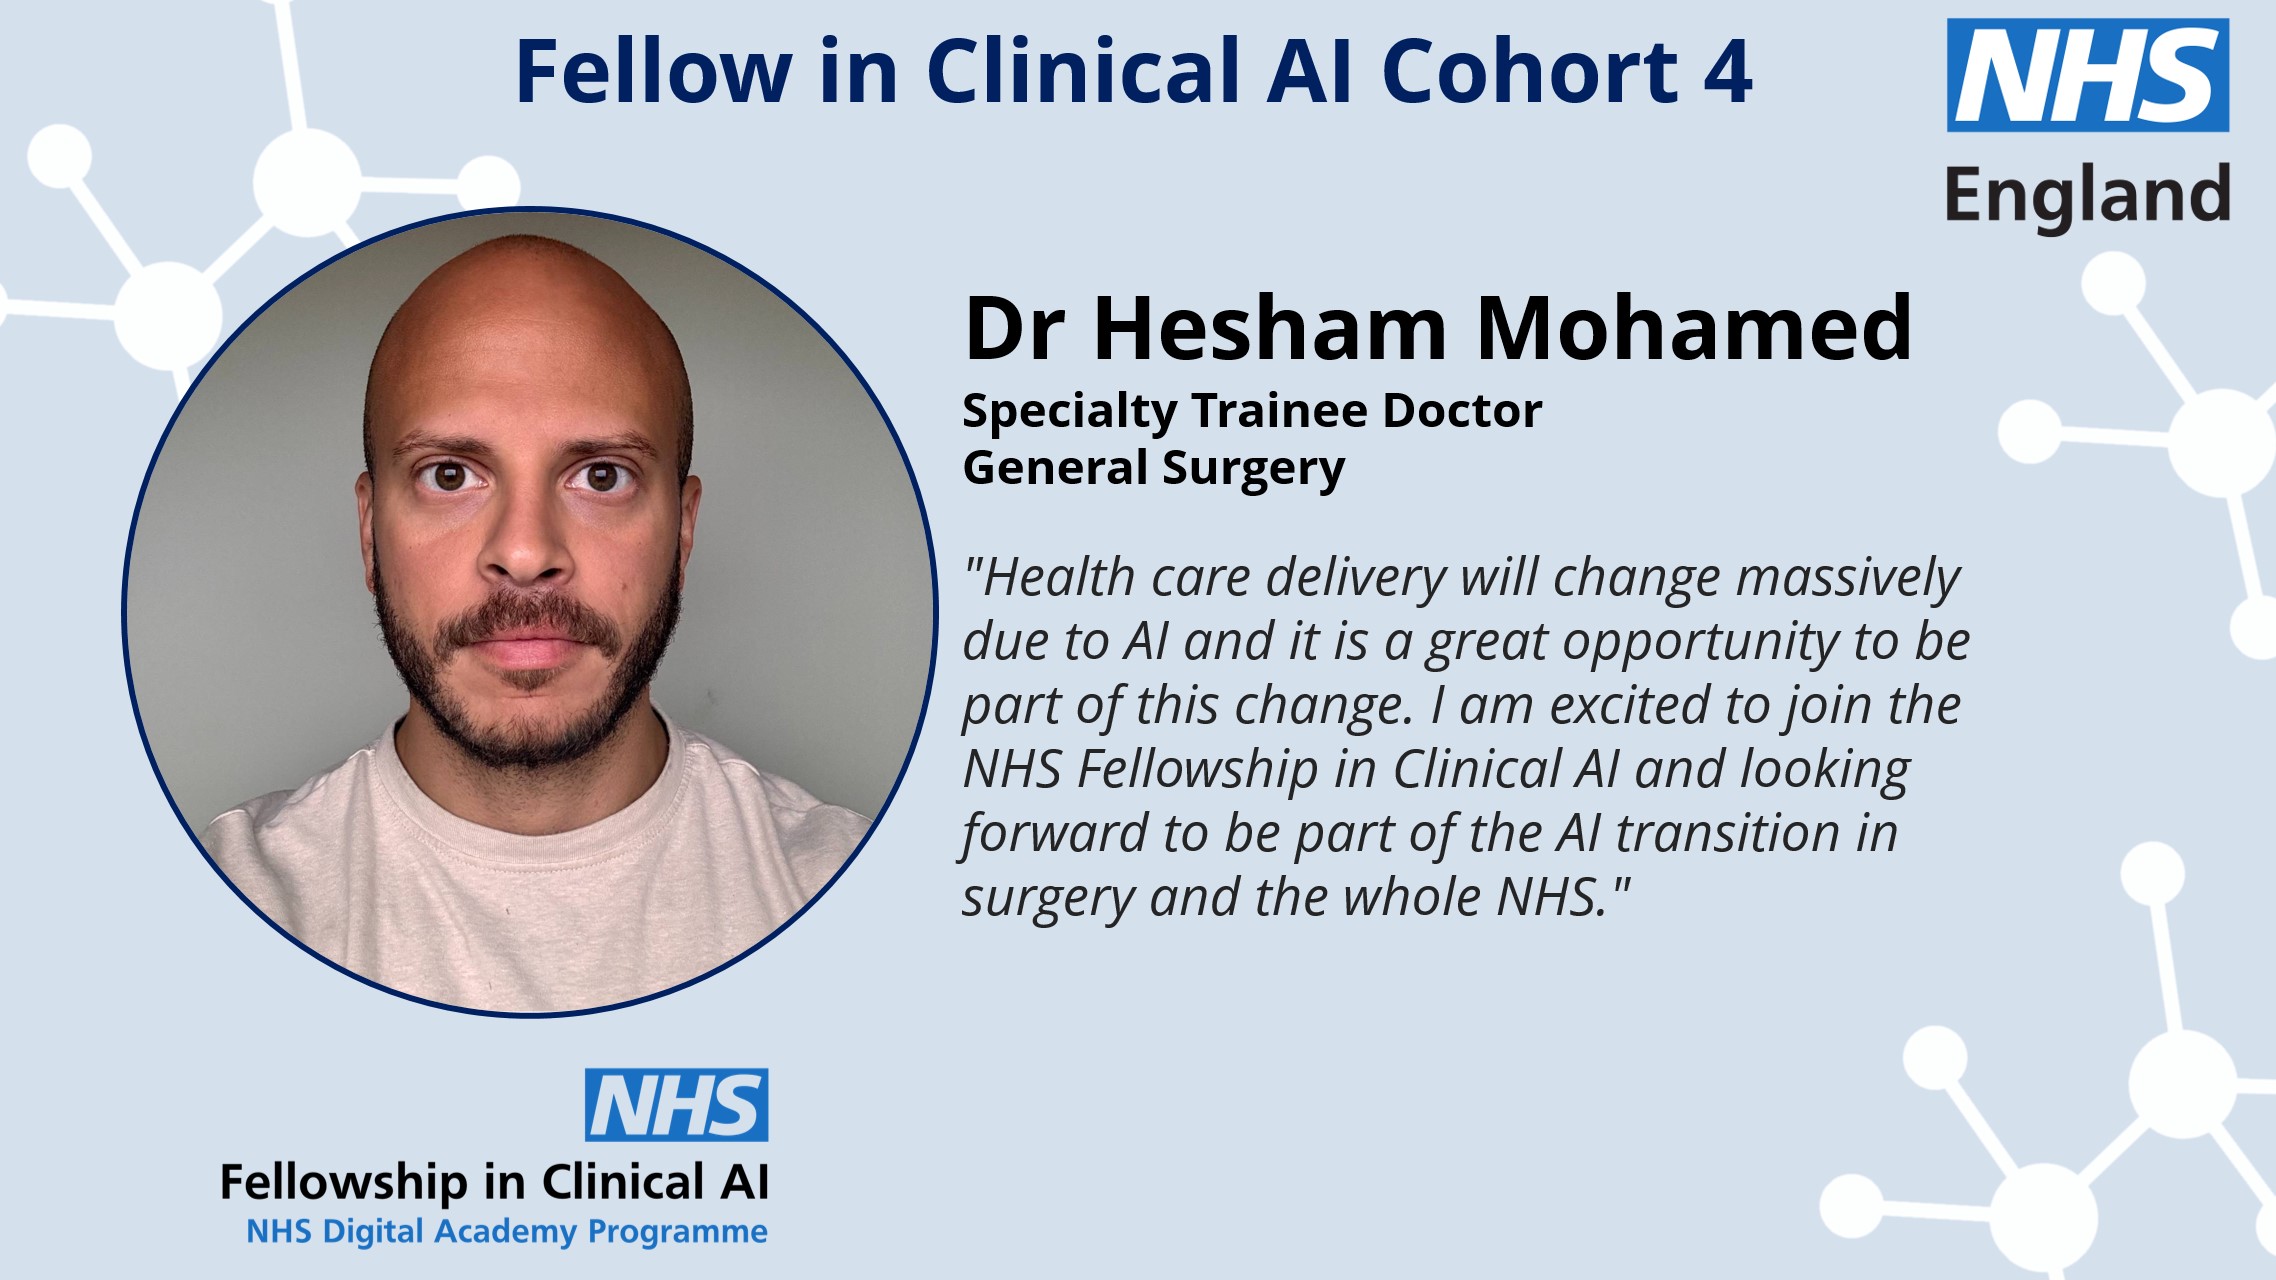 Fellow in Clinical AI Cohort 4
NHS
England
Dr Hesham Mohamed
Specialty Trainee Doctor
General Surgery
"Health care delivery will change massively
due to AI and it is a great opportunity to be
part of this change. I am excited to join the
NHS Fellowship in Clinical AI and looking
forward to be part of the AI transition in
surgery and the whole NHS."
NHS
Fellowship in Clinical AI
NHS Digital Academy Programme